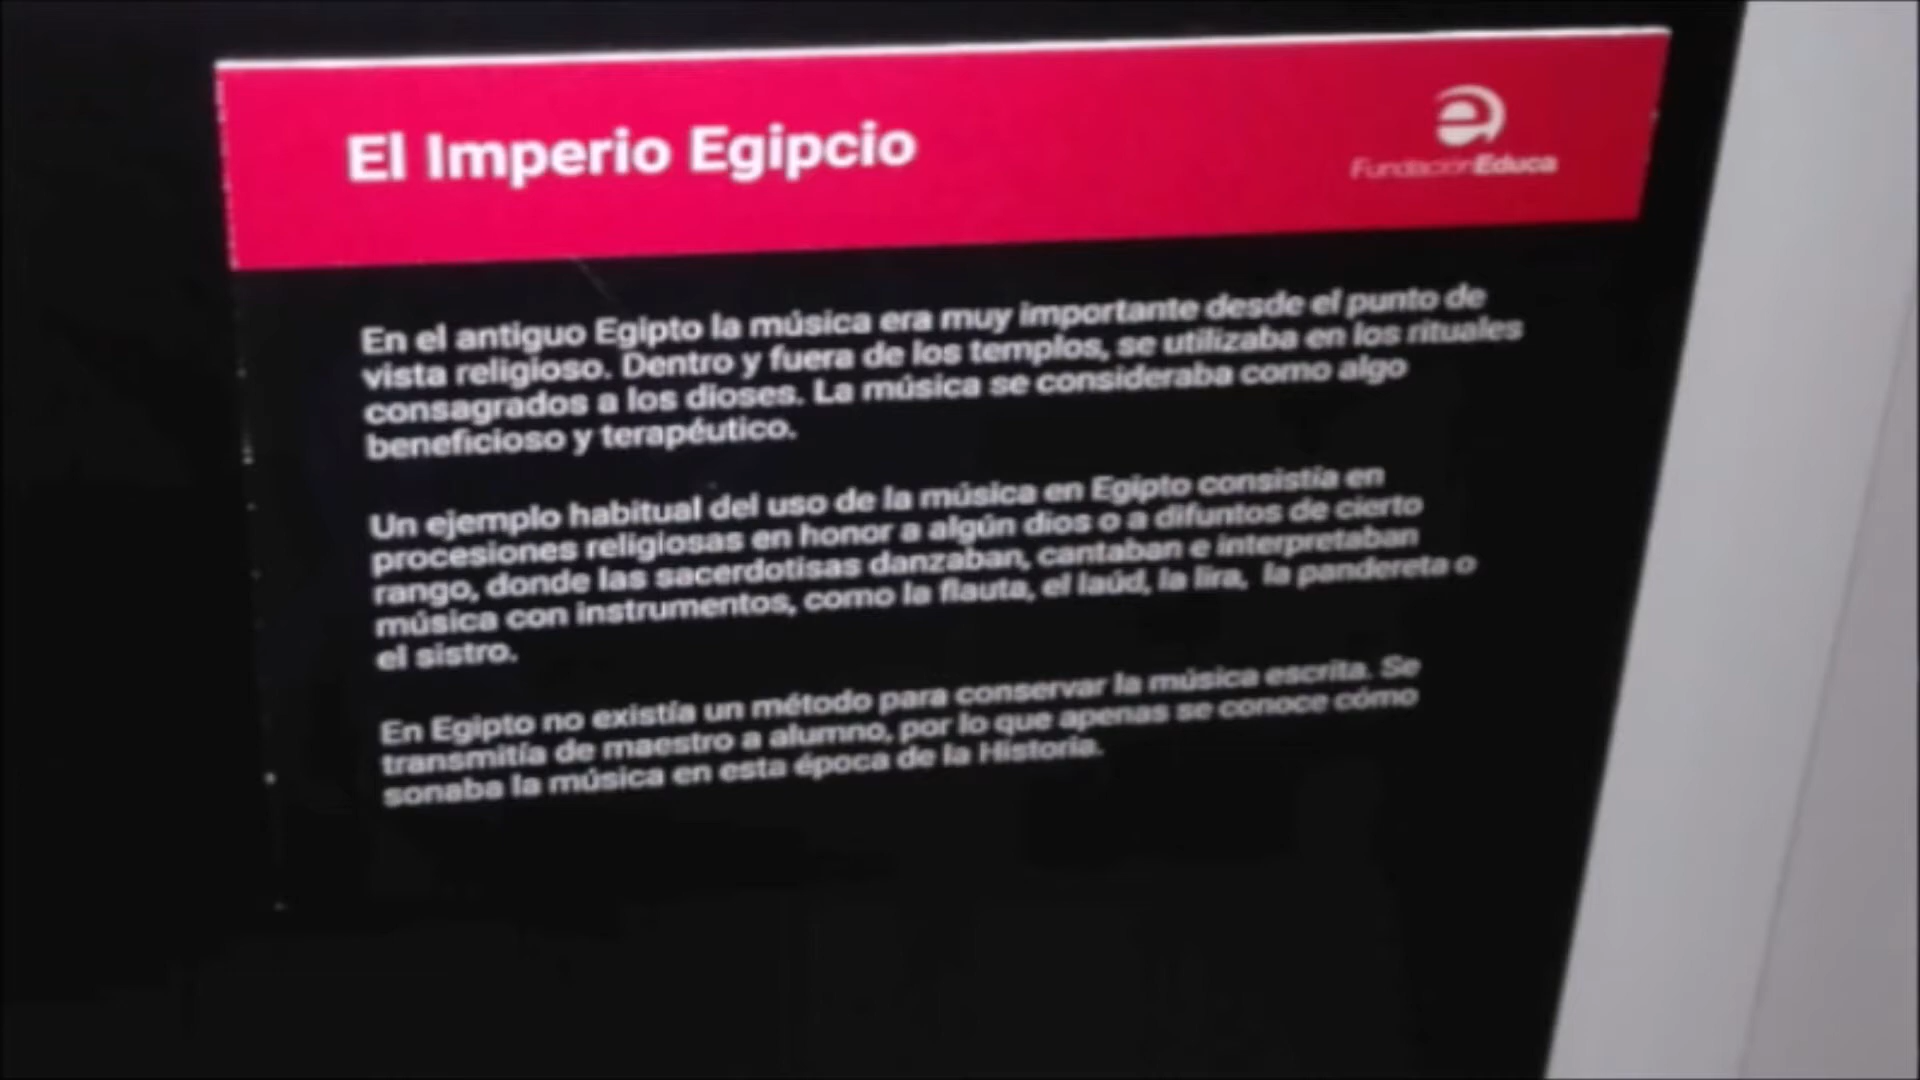 El Imperio Egipcio
FundaciónEduca
En el antiguo Egipto la música era muy importante desde el punto de
vista religioso. Dentro y fuera de los templos, se utilizaba en los rituales
consagrados a los dioses. La música se consideraba como algo
beneficioso y terapéutico.
Un ejemplo habitual del uso de la música en Egipto consistía en
procesiones religiosas en honor a algún dios o a difuntos de cierto
rango, donde las sacerdotisas danzaban, cantaban e interpretaban
música con instrumentos, como la flauta, el laúd, la lira, la pandereta o
el sistro.
En Egipto no existía un método para conservar la música escrita. Se
transmitía de maestro a alumno, por lo que apenas se conoce cómo
sonaba la música en esta época de la Historia.